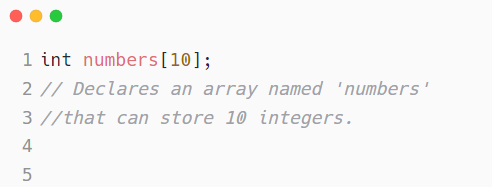 1 int numbers[10];
2 // Declares an array named 'numbers'
3 //that can store 10 integers.
4
5